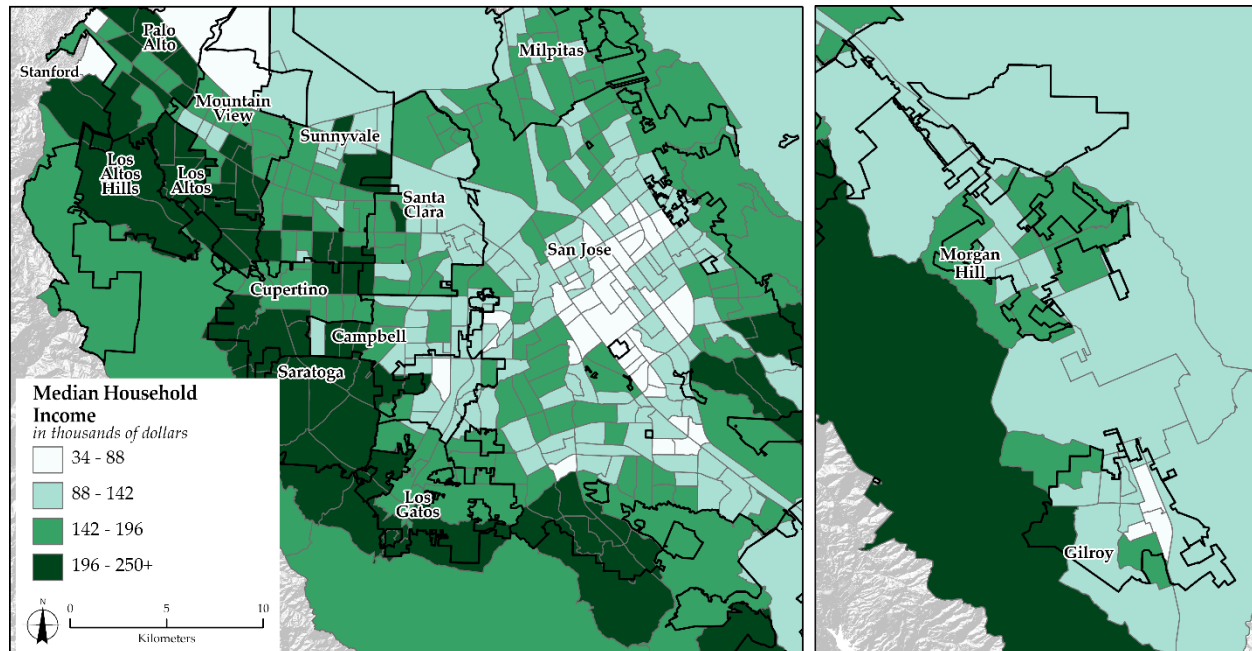 Palo
Alto
Stanford
Mountain
View
Milpitas
Sunnyvale
Los
Altos
Hills
Los
Altos
Santa
Clara
San Jose
Cupertino
Campbell
Saratoga
Los
Gatos
Median Household
Income
in thousands of dollars
34 - 88
88 - 142
142 - 196
196 - 250+
N
0 5 10
Kilometers
Morgan
Hill
Gilroy